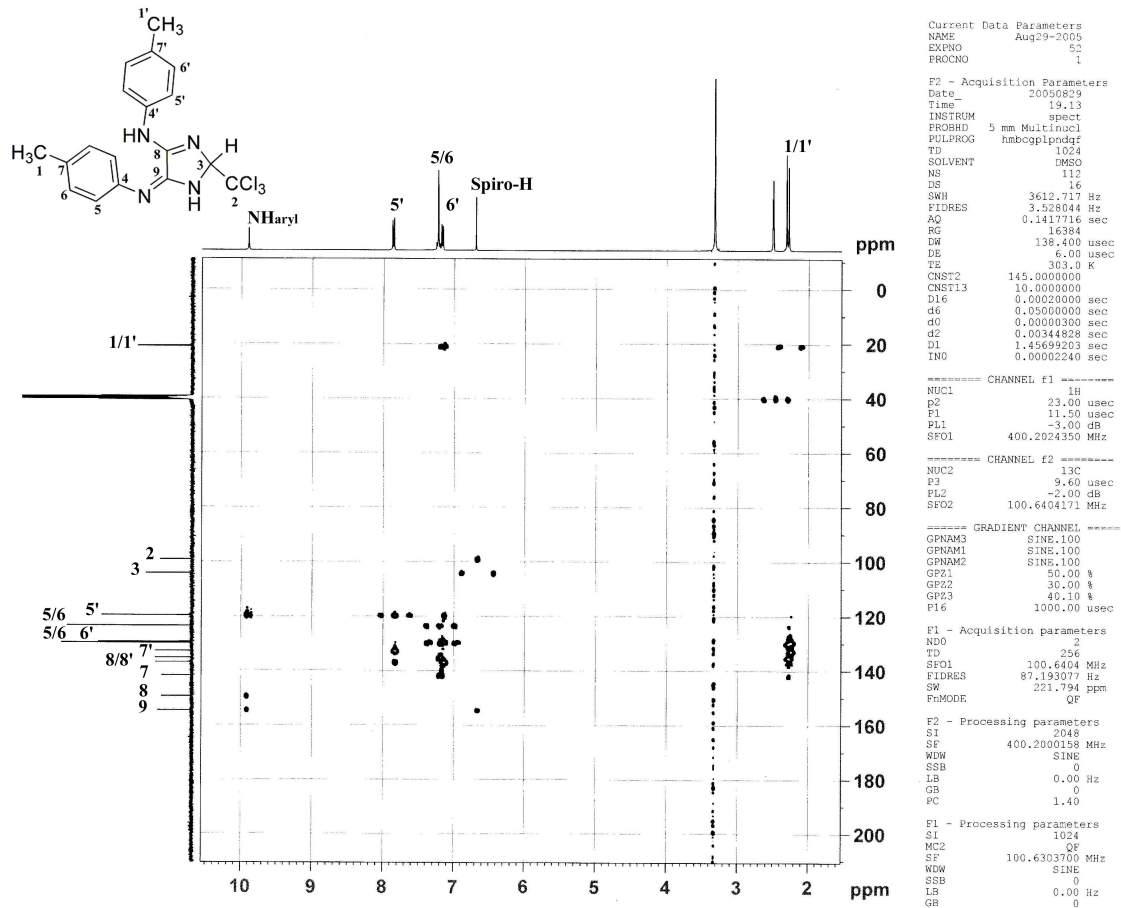 1'
CH3
7'
6'
5'
4'
HN
N
H
H3C
8
3
1
7
9
CCl3
4
6
N
N
H
2
5
NHaryl
5'
5/6
6'
Spiro-H
1/1'
ppm
0
1/1'
20
40
60
80
2
100
3
5/6
5'
120
5/6
6'
7'
8/8'
7
140
8
9
160
180
200
10
9
8
7
6
5
4
3
2
ppm
Current Data Parameters
NAME Aug29-2005
EXPNO 52
PROCNO 1
F2 - Acquisition Parameters
Date_ 20050829
Time 19.13
INSTRUM spect
PROBHD 5 mm Multinucl
PULPROG hmbcgplpndqf
TD 1024
SOLVENT DMSO
NS 112
DS 16
SWH 3612.717 Hz
FIDRES 3.528044 Hz
AQ 0.1417716 sec
RG 16384
DW 138.400 usec
DE 6.00 usec
TE 303.0 K
CNST2 145.0000000
CNST13 10.0000000
D16 0.00020000 sec
d6 0.05000000 sec
d0 0.00000300 sec
d2 0.00344828 sec
D1 1.45699203 sec
IN0 0.00002240 sec
======== CHANNEL f1 ========
NUC1 1H
p2 23.00 usec
P1 11.50 usec
PL1 -3.00 dB
SFO1 400.2024350 MHz
======== CHANNEL f2 ========
NUC2 13C
P3 9.60 usec
PL2 -2.00 dB
SFO2 100.6404171 MHz
====== GRADIENT CHANNEL =====
GPNAM3 SINE.100
GPNAM1 SINE.100
GPNAM2 SINE.100
GPZ1 50.00 %
GPZ2 30.00 %
GPZ3 40.10 %
P16 1000.00 usec
F1 - Acquisition parameters
ND0 2
TD 256
SFO1 100.6404 MHz
FIDRES 87.193077 Hz
SW 221.794 ppm
FnMODE QF
F2 - Processing parameters
SI 2048
SF 400.2000158 MHz
WDW SINE
SSB 0
LB 0.00 Hz
GB 0
PC 1.40
F1 - Processing parameters
SI 1024
MC2 QF
SF 100.6303700 MHz
WDW SINE
SSB 0
LB 0.00 Hz
GB 0